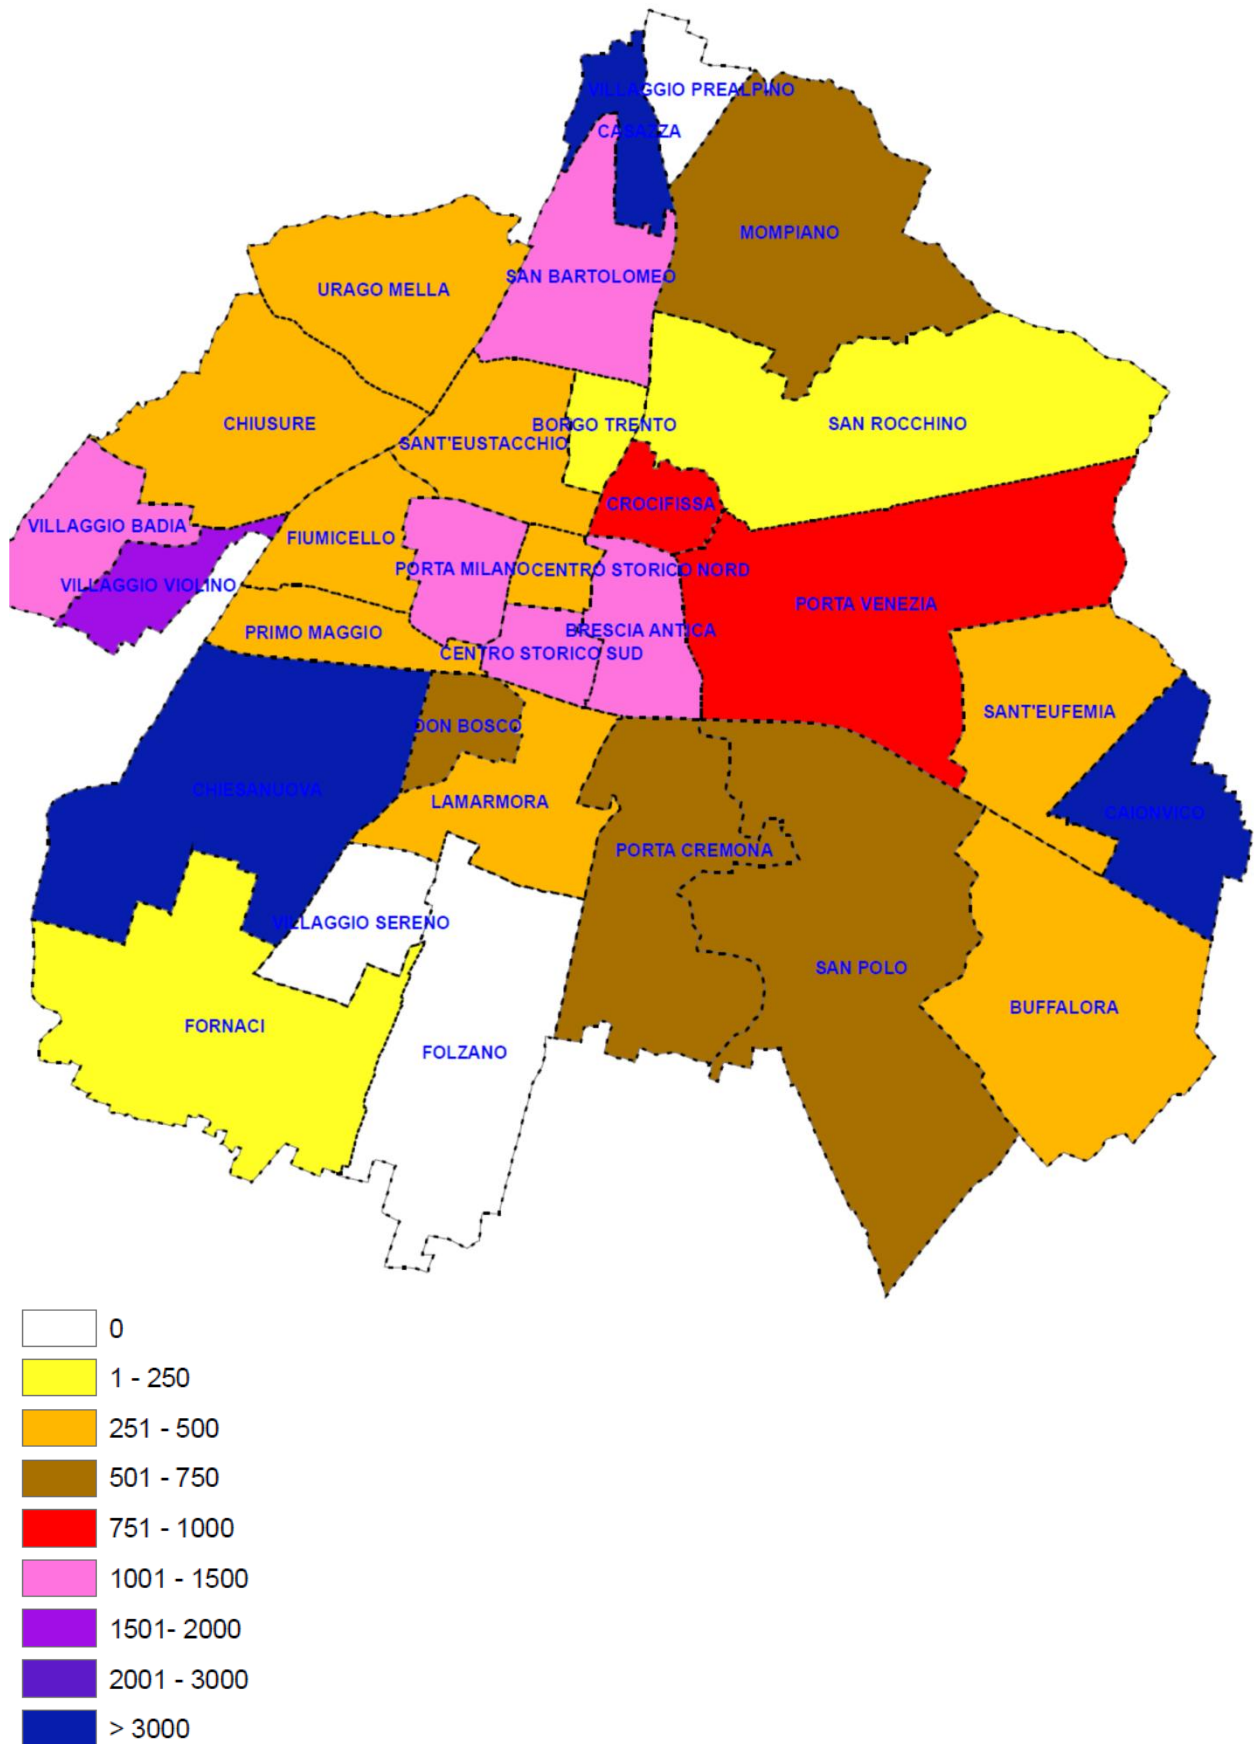 VILLAGGIO PREALPINO
CASAZZA
MOMPIANO
SAN BARTOLOMEO
URAGO MELLA
CHIUSURE
BORGO TRENTO
SAN ROCCHINO
SANT'EUSTACCHIO
CROCIFISSA
VILLAGGIO BADIA
FIUMICELLO
PORTA MILANO
CENTRO STORICO NORD
VILLAGGIO VIOLINO
PORTA VENEZIA
PRIMO MAGGIO
BRESCIA ANTICA
CENTRO STORICO SUD
SANT'EUFEMIA
DON BOSCO
CHIESANUOVA
LAMARMORA
CAIONVICO
PORTA CREMONA
VILLAGGIO SERENO
SAN POLO
BUFFALORA
FORNACI
FOLZANO
0
1 - 250
251 - 500
501 - 750
751 - 1000
1001 - 1500
1501- 2000
2001 - 3000
> 3000